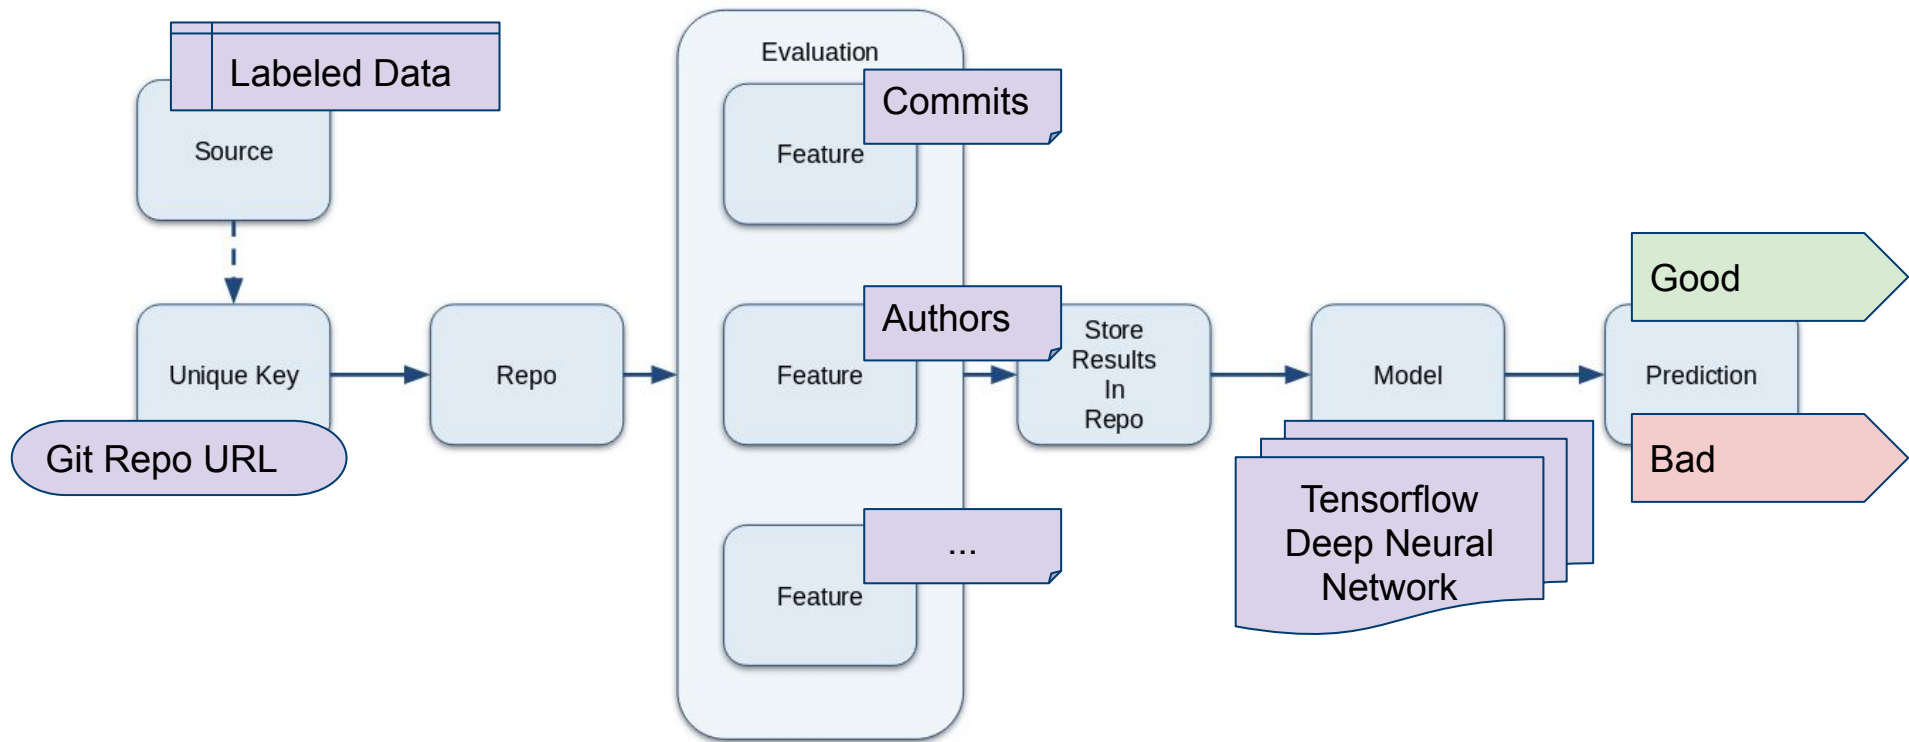 Labeled Data
Source
Unique Key
Git Repo URL
Repo
Evaluation
Commits
Feature
Authors
Feature
...
Feature
Store
Results
In
Repo
Model
Tensorflow
Deep Neural
Network
Good
Prediction
Bad